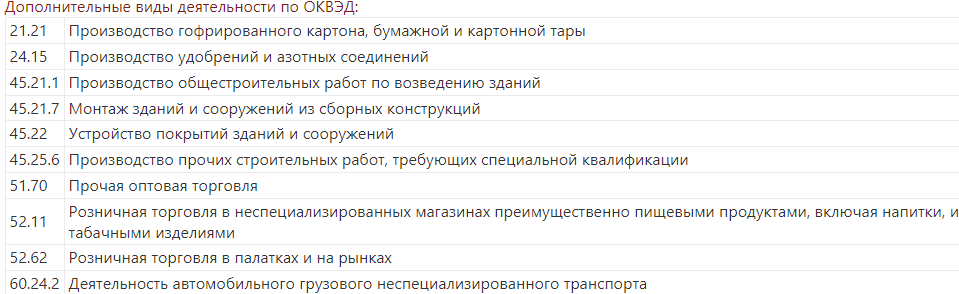 Дополнительные виды деятельности по ОКВЭД:
21.21 Производство гофрированного картона, бумажной и картонной тары
24.15 Производство удобрений и азотных соединений
45.21.1 Производство общестроительных работ по возведению зданий
45.21.7 Монтаж зданий и сооружений из сборных конструкций
45.22 Устройство покрытий зданий и сооружений
45.25.6 Производство прочих строительных работ, требующих специальной квалификации
51.70 Прочая оптовая торговля
52.11 Розничная торговля в неспециализированных магазинах преимущественно пищевыми продуктами, включая напитки, и
табачными изделиями
52.62 Розничная торговля в палатках и на рынках
60.24.2 Деятельность автомобильного грузового неспециализированного транспорта